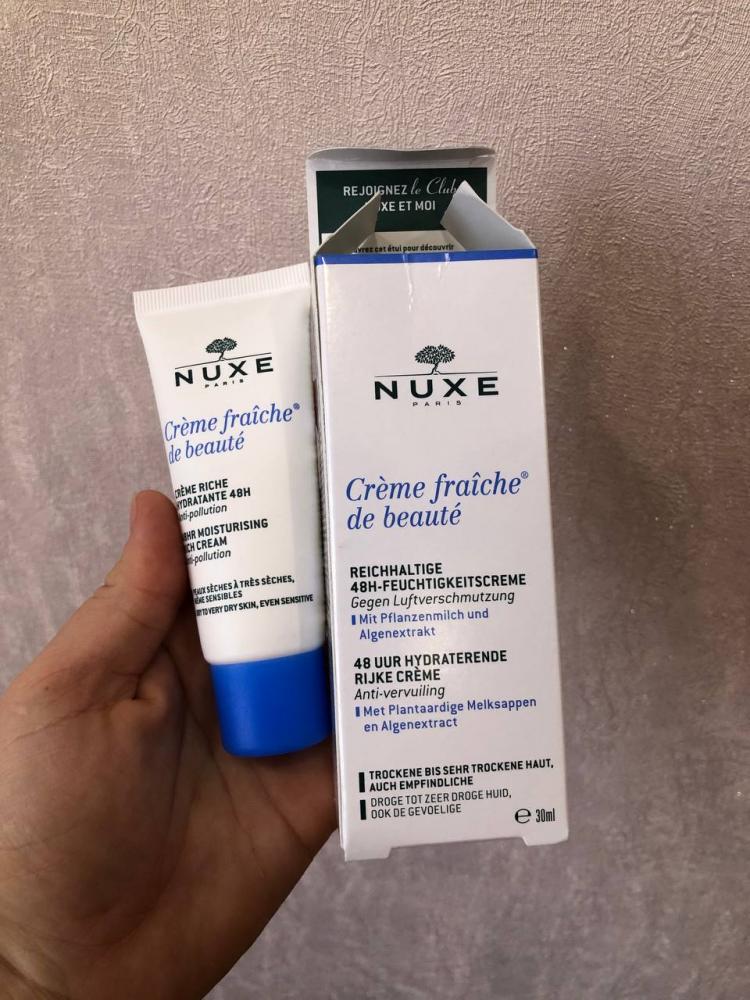 REJOIGNEZ le Club
ET MOI
cet étui pour découvrir
NUXE
PARIS
Crème fraîche®
de beauté
CRÈME RICHE
HYDRATANTE 48H
Anti-pollution
48HR MOISTURISING
RICH CREAM
Anti-pollution
PEAUX SÈCHES À TRÈS SÈCHES,
MÊME SENSIBLES
DRY TO VERY DRY SKIN, EVEN SENSITIVE
NUXE
PARIS
Crème fraîche®
de beauté
REICHHALTIGE
48H-FEUCHTIGKEITSCREME
Gegen Luftverschmutzung
Mit Pflanzenmilch und
Algenextrakt
48 UUR HYDRATERENDE
RIJKE CRÈME
Anti-vervuiling
Met Plantaardige Melksappen
en Algenextract
TROCKENE BIS SEHR TROCKENE HAUT,
AUCH EMPFINDLICHE
DROGE TOT ZEER DROGE HUID,
OOK DE GEVOELIGE
℮ 30ml